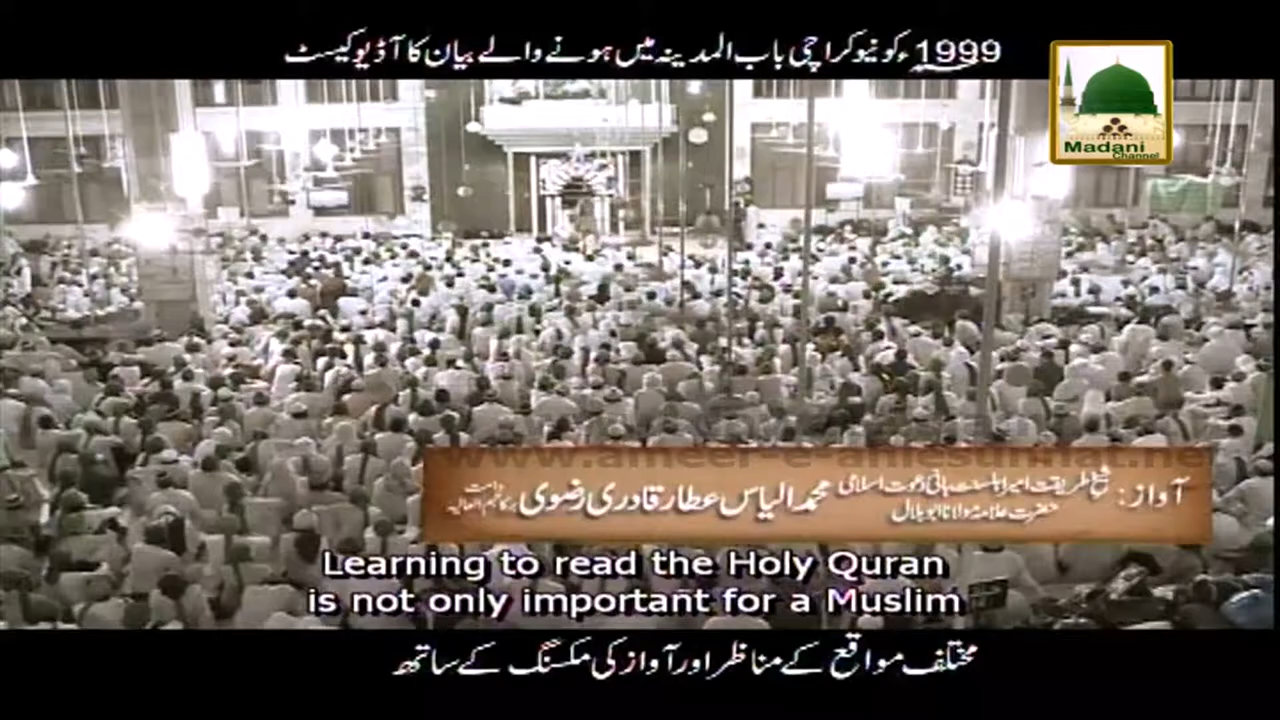 1999ء کو نیو کراچی باب المدینہ میں ہونے والے بیان کا آڈیو کیسٹ
Madani
Channel
www.ameer-e-ahlesunnat.net
آواز: شیخ طریقت امیر اہلسنت بانی دعوت اسلامی
حضرت علامہ مولانا ابو بلال
محمد الیاس عطار قادری رضوی
دامت برکاتہم العالیہ
Learning to read the Holy Quran
is not only important for a Muslim
مختلف مواقع کے مناظر اور آواز کی مکسنگ کے ساتھ